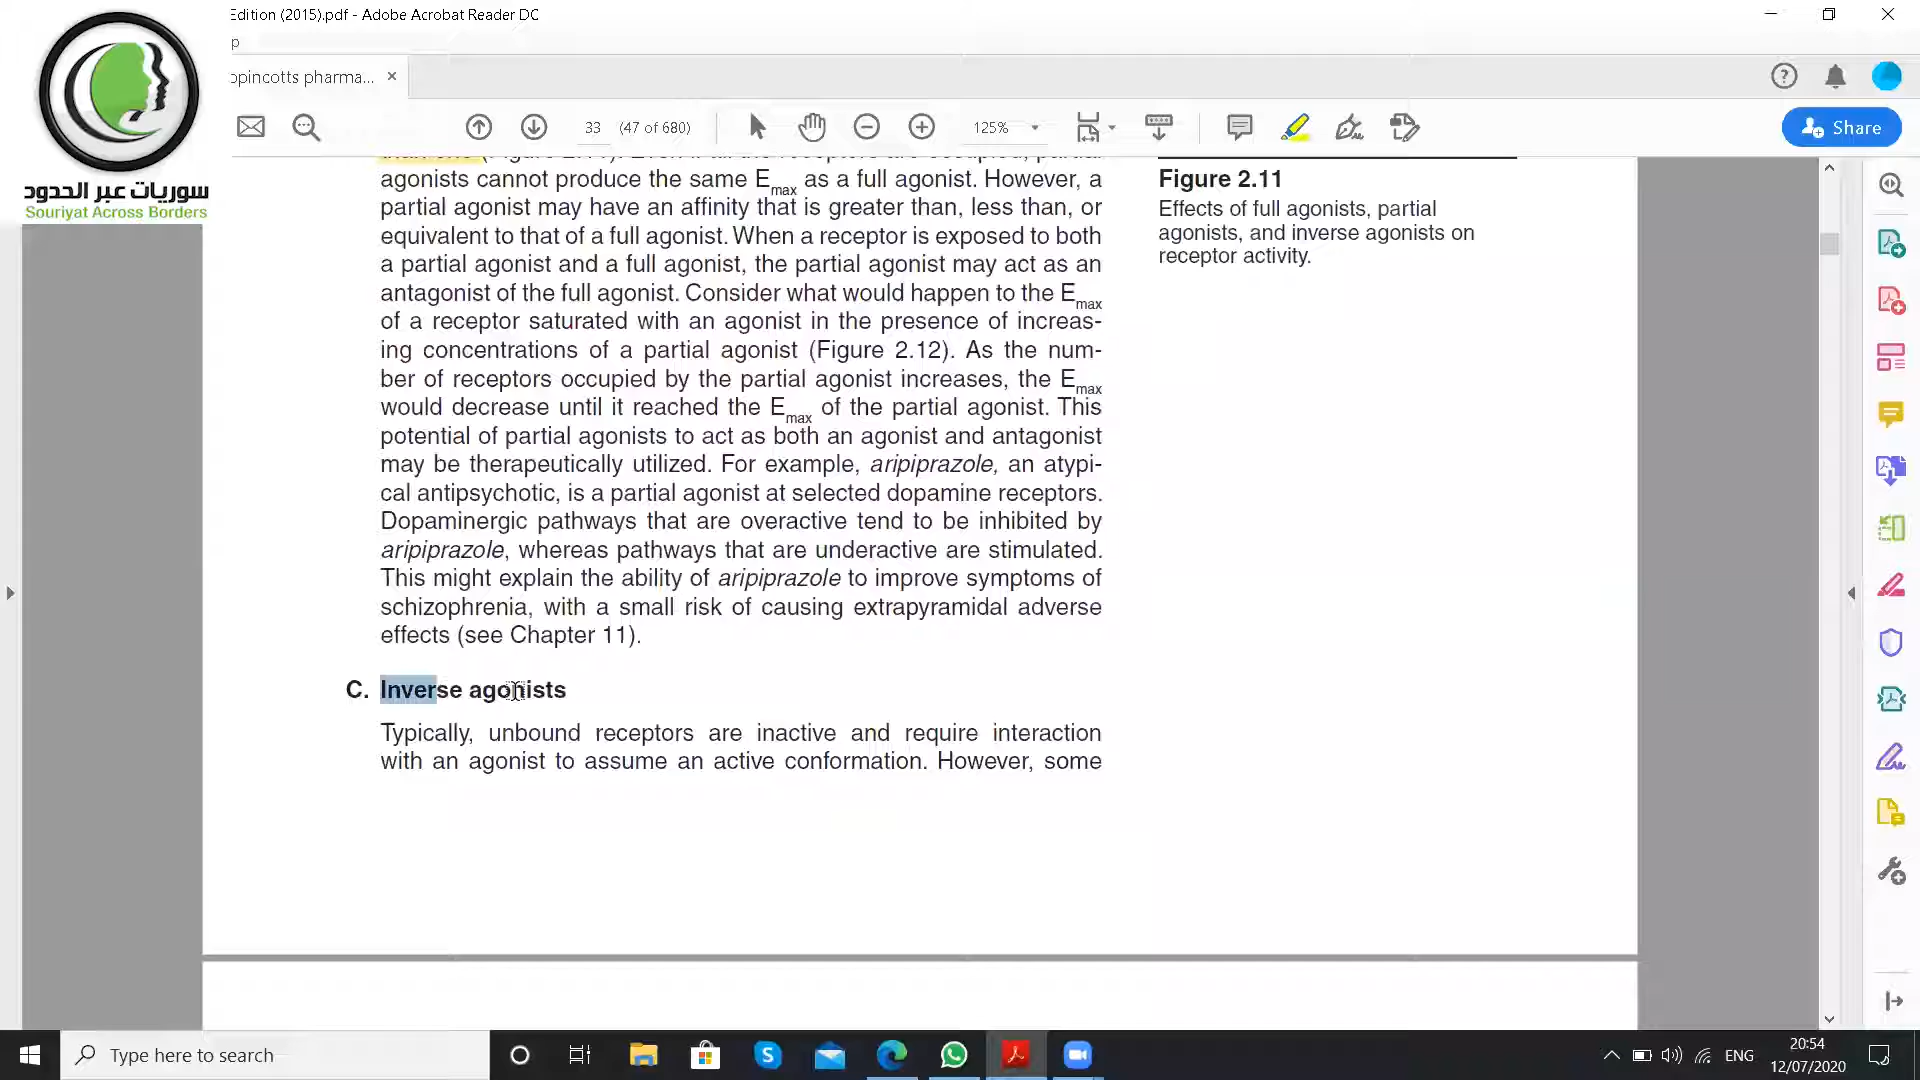 Edition (2015).pdf - Adobe Acrobat Reader DC
p
opincotts pharma...
33 (47 of 680)
125%
Share
سوريات عبر الحدود
Souriyat Across Borders
agonists cannot produce the same Emax as a full agonist. However, a
partial agonist may have an affinity that is greater than, less than, or
equivalent to that of a full agonist. When a receptor is exposed to both
a partial agonist and a full agonist, the partial agonist may act as an
antagonist of the full agonist. Consider what would happen to the Emax
of a receptor saturated with an agonist in the presence of increas-
ing concentrations of a partial agonist (Figure 2.12). As the num-
ber of receptors occupied by the partial agonist increases, the Emax
would decrease until it reached the Emax of the partial agonist. This
potential of partial agonists to act as both an agonist and antagonist
may be therapeutically utilized. For example, aripiprazole, an atypi-
cal antipsychotic, is a partial agonist at selected dopamine receptors.
Dopaminergic pathways that are overactive tend to be inhibited by
aripiprazole, whereas pathways that are underactive are stimulated.
This might explain the ability of aripiprazole to improve symptoms of
schizophrenia, with a small risk of causing extrapyramidal adverse
effects (see Chapter 11).
C. Inverse agonists
Typically, unbound receptors are inactive and require interaction
with an agonist to assume an active conformation. However, some
Figure 2.11
Effects of full agonists, partial
agonists, and inverse agonists on
receptor activity.
Type here to search
ENG
20:54
12/07/2020